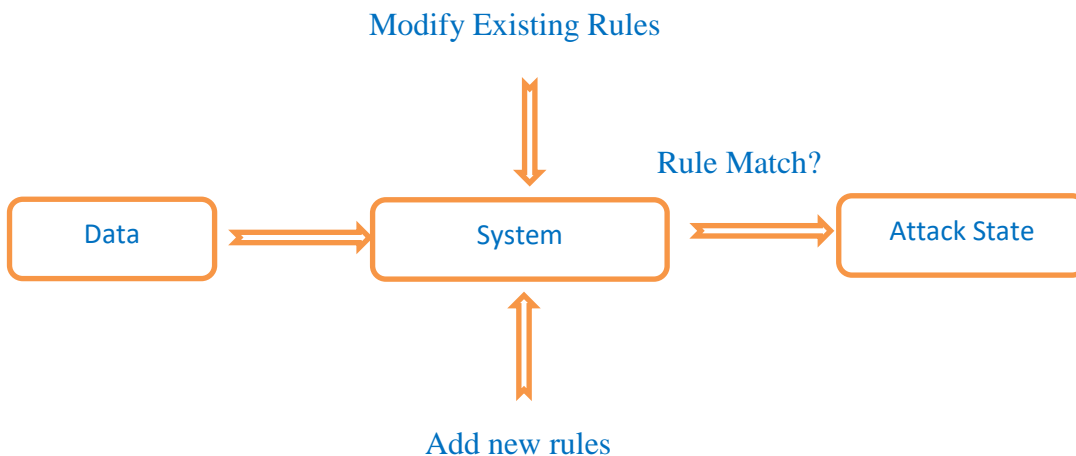 Modify Existing Rules
Rule Match?
Data
System
Attack State
Add new rules